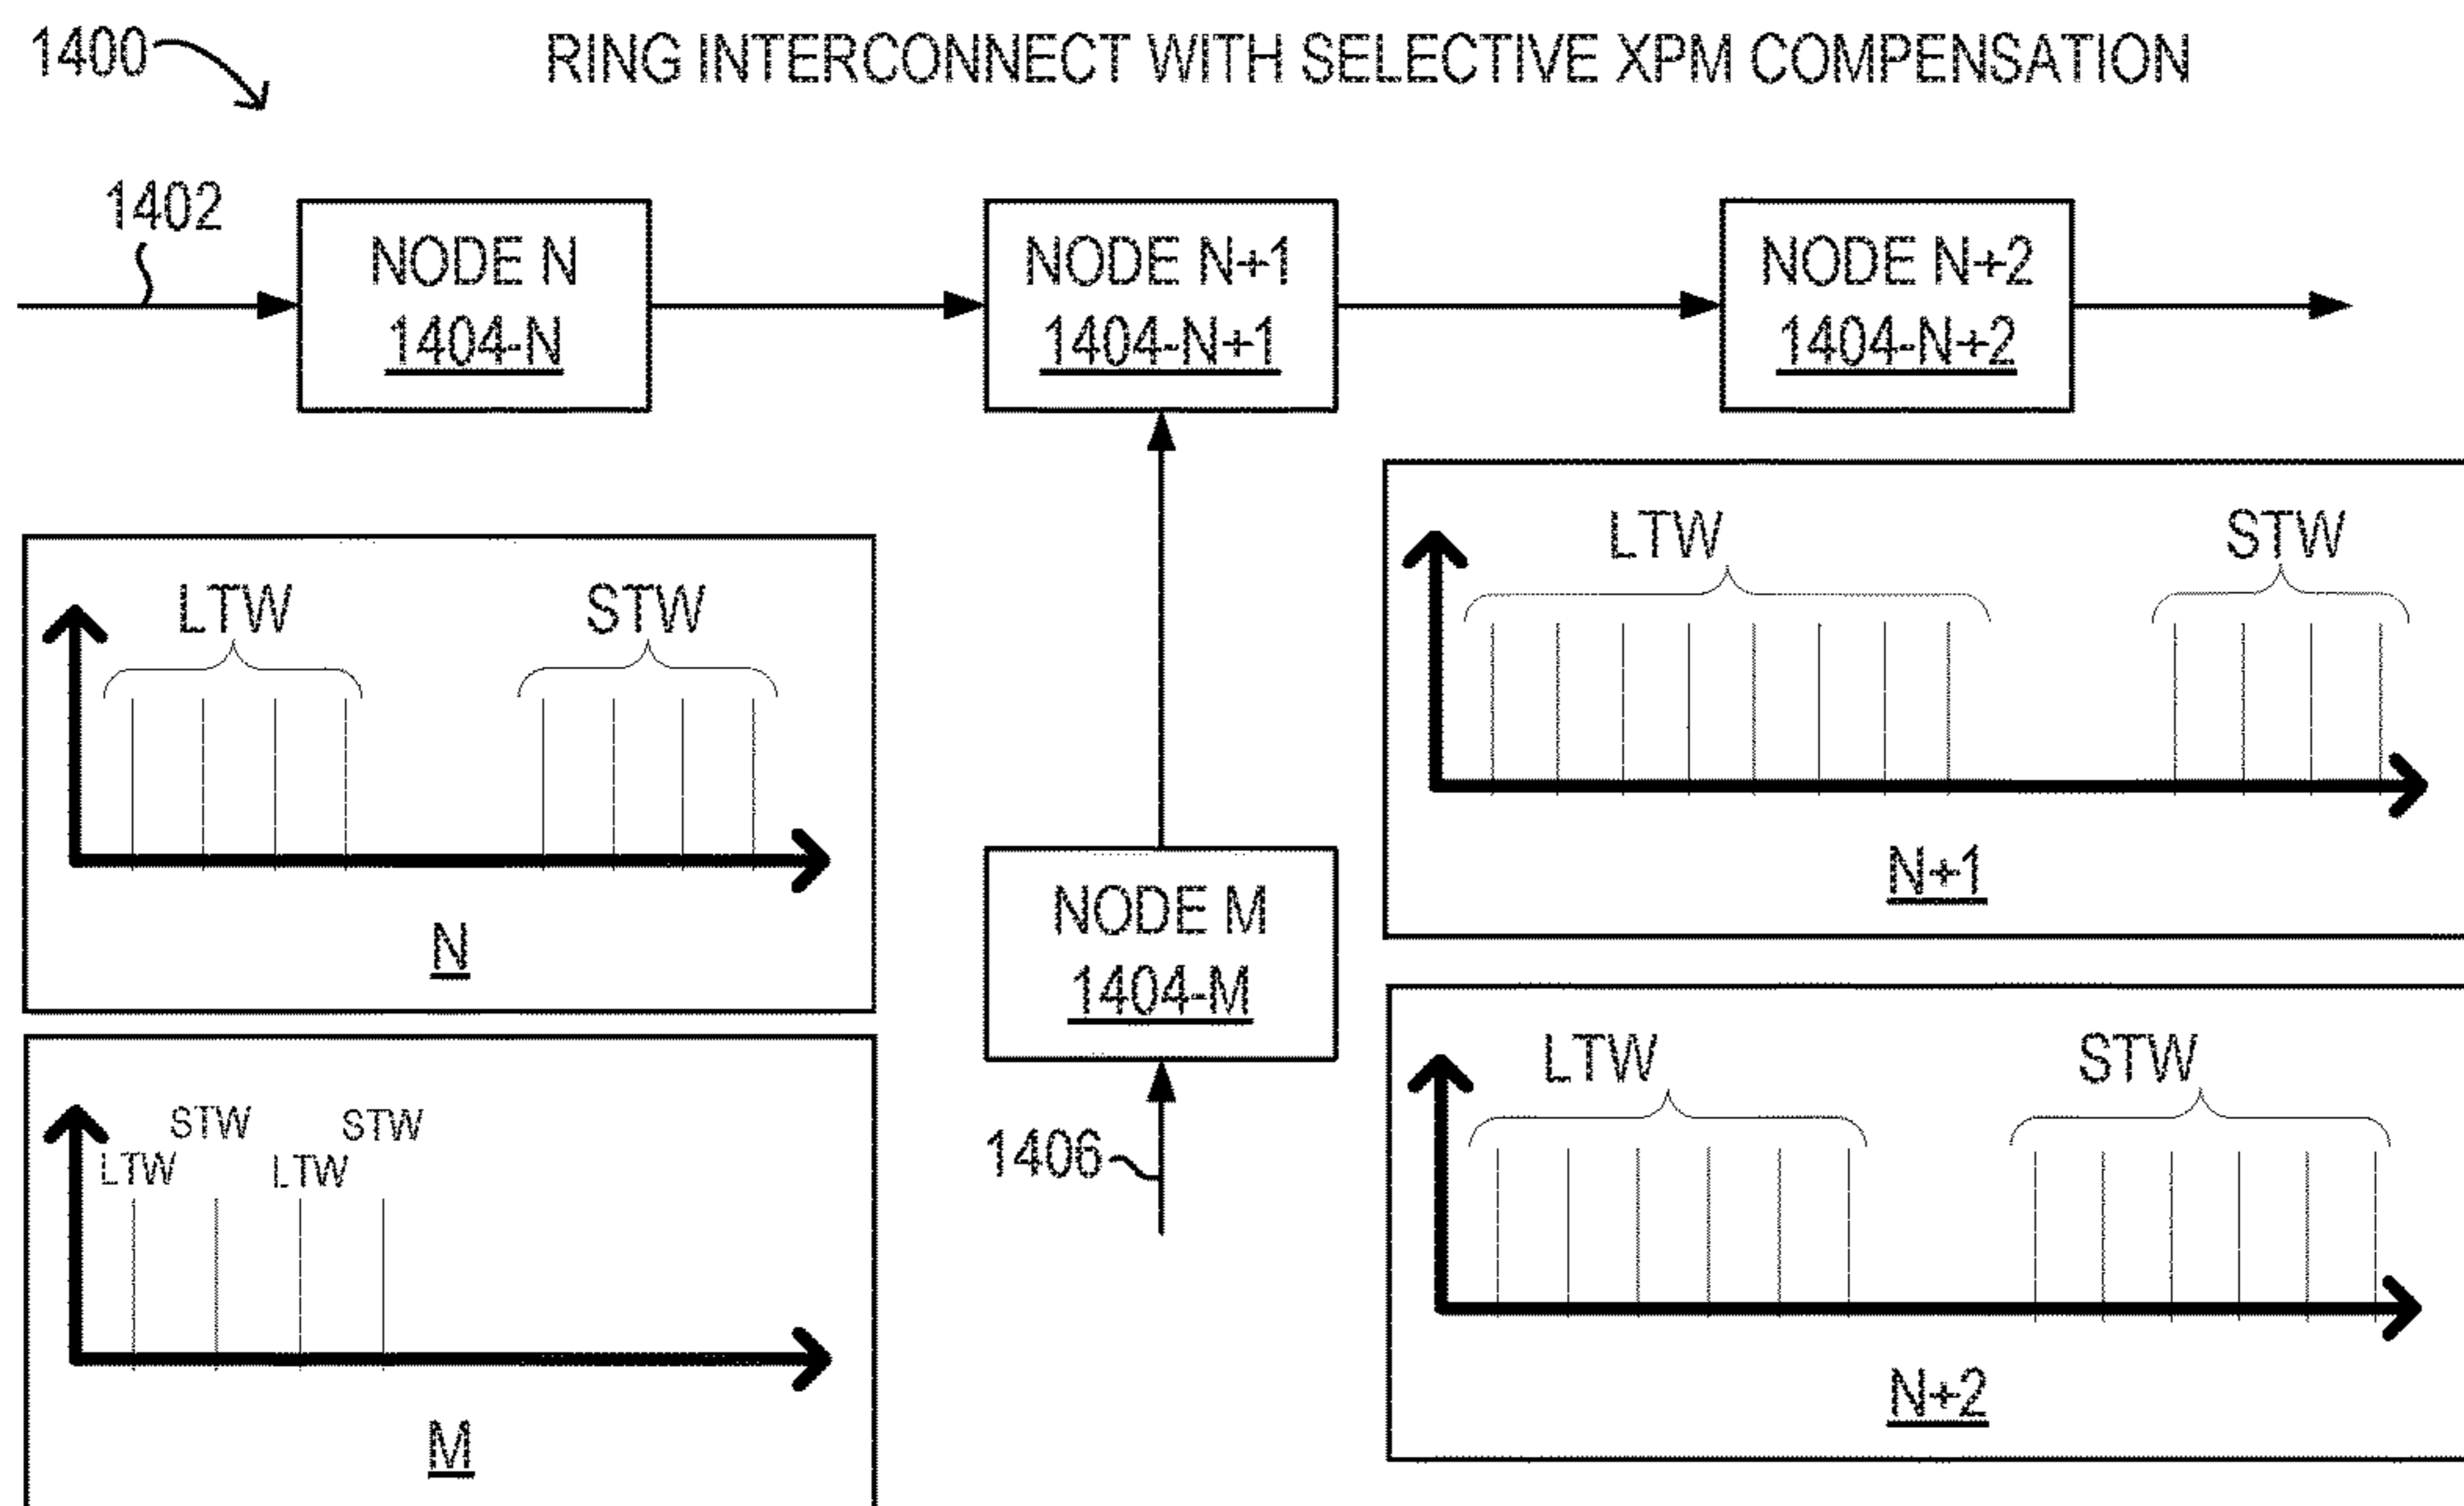 1400
RING INTERCONNECT WITH SELECTIVE XPM COMPENSATION
1402
NODE N
1404-N
NODE N+1
1404-N+1
NODE N+2
1404-N+2
LTW
STW
N
LTW
STW
N+1
NODE M
1404-M
1406
STW
STW
LTW
LTW
M
LTW
STW
N+2